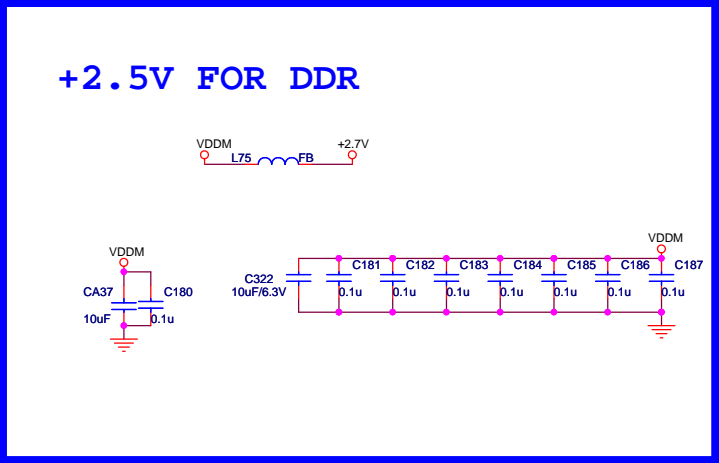 +2.5V FOR DDR
VDDM +2.7V
L75 FB
VDDM VDDM
C181 C182 C183 C184 C185 C186 C187
C322
CA37 C180 10uF/6.3V 0.1u 0.1u 0.1u 0.1u 0.1u 0.1u 0.1u
10uF 0.1u